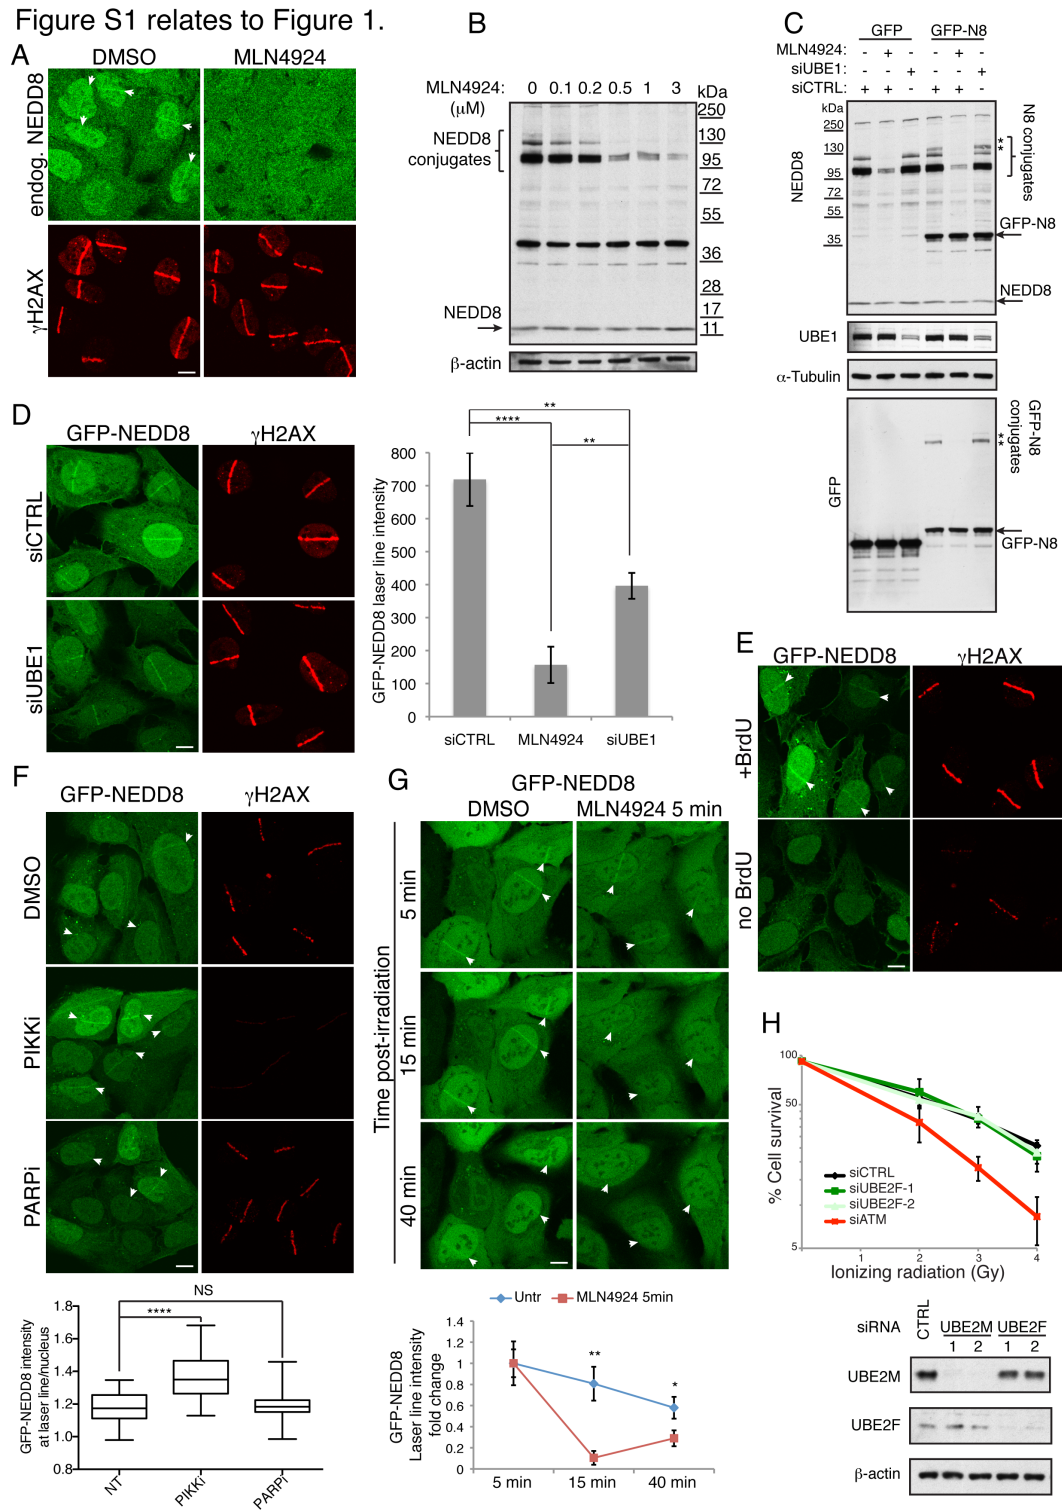 Figure S1 relates to Figure 1.
A
DMSO
MLN4924
endog. NEDD8
γH2AX
B
MLN4924:
(μM)
0 0.1 0.2 0.5 1 3
kDa
250
130
95
72
55
36
28
17
11
NEDD8
conjugates
NEDD8
β-actin
C
GFP GFP-N8
MLN4924: - + - - + -
siUBE1: - - + - - +
siCTRL: + + - + + -
kDa
250
130
95
72
55
35
NEDD8
**
N8 conjugates
GFP-N8
NEDD8
UBE1
α-Tubulin
GFP
**
GFP-N8
conjugates
GFP-N8
D
GFP-NEDD8
γH2AX
siCTRL
siUBE1
GFP-NEDD8 laser line intensity
800
700
600
500
400
300
200
100
0
**
****
**
siCTRL MLN4924 siUBE1
E
GFP-NEDD8
γH2AX
+BrdU
no BrdU
F
GFP-NEDD8
γH2AX
DMSO
PIKKi
PARPi
GFP-NEDD8 intensity
at laser line/nucleus
1.8
1.6
1.4
1.2
1.0
0.8
NS
****
NT
PIKKi
PARPi
G
GFP-NEDD8
DMSO
MLN4924 5 min
Time post-irradiation
5 min
15 min
40 min
Untr
MLN4924 5min
GFP-NEDD8
Laser line intensity
fold change
1.4
1.2
1
0.8
0.6
0.4
0.2
0
**
*
5 min 15 min 40 min
H
% Cell survival
100
50
5
siCTRL
siUBE2F-1
siUBE2F-2
siATM
1 2 3 4
Ionizing radiation (Gy)
siRNA
CTRL
UBE2M
UBE2F
1 2 1 2
UBE2M
UBE2F
β-actin